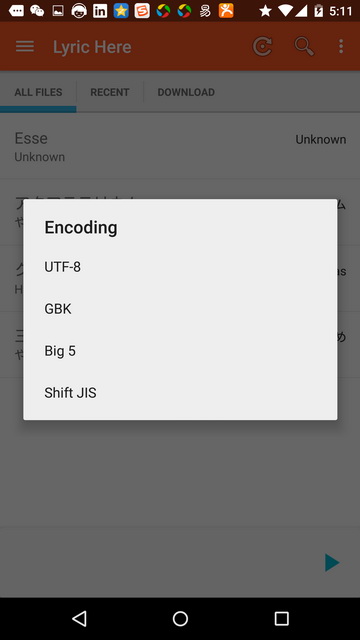 5:11
Lyric Here
ALL FILES
RECENT
DOWNLOAD
Esse
Unknown
Unknown
Encoding
UTF-8
GBK
Big 5
Shift JIS